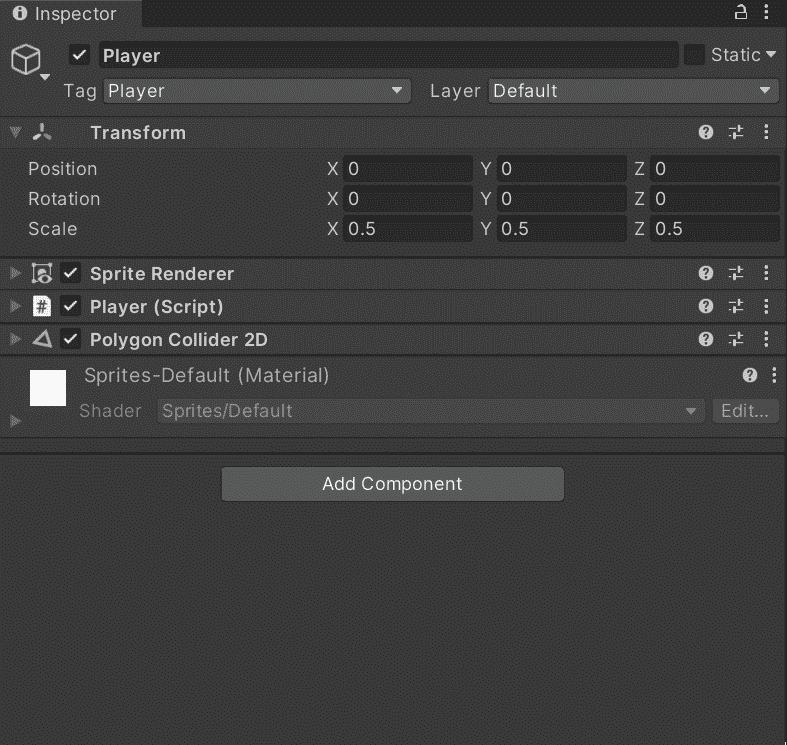 Inspector
Player Static
Tag Player Layer Default
Transform
Position X 0 Y 0 Z 0
Rotation X 0 Y 0 Z 0
Scale X 0.5 Y 0.5 Z 0.5
Sprite Renderer
# Player (Script)
Polygon Collider 2D
Sprites-Default (Material)
Shader Sprites/Default Edit...
Add Component